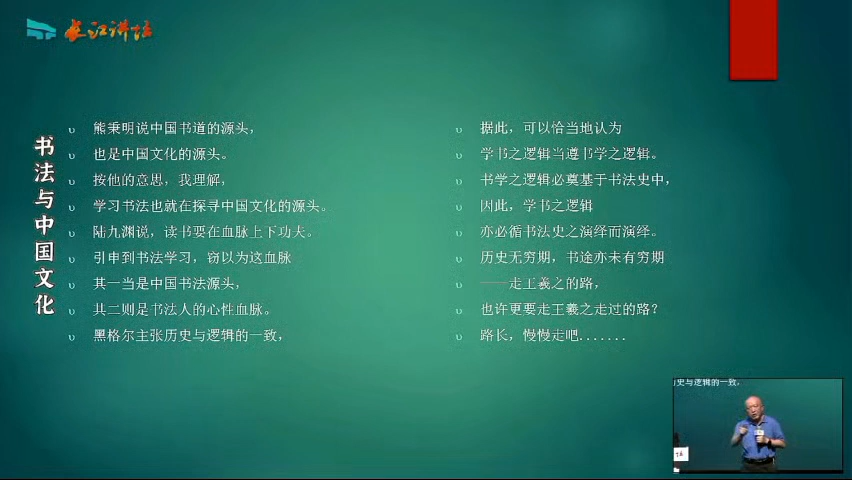 长江讲坛
书法与中国文化
熊秉明说中国书道的源头，
也是中国文化的源头。
按他的意思，我理解，
学习书法也就在探寻中国文化的源头。
陆九渊说，读书要在血脉上下功夫。
引申到书法学习，窃以为这血脉
其一当是中国书法源头，
其二则是书法人的心性血脉。
黑格尔主张历史与逻辑的一致，
据此，可以恰当地认为
学书之逻辑当遵书学之逻辑。
书学之逻辑必奠基于书法史中，
因此，学书之逻辑
亦必循书法史之演绎而演绎。
历史无穷期，书途亦未有穷期
——走王羲之的路，
也许更要走王羲之走过的路？
路长，慢慢走吧.......
史与逻辑的一致，